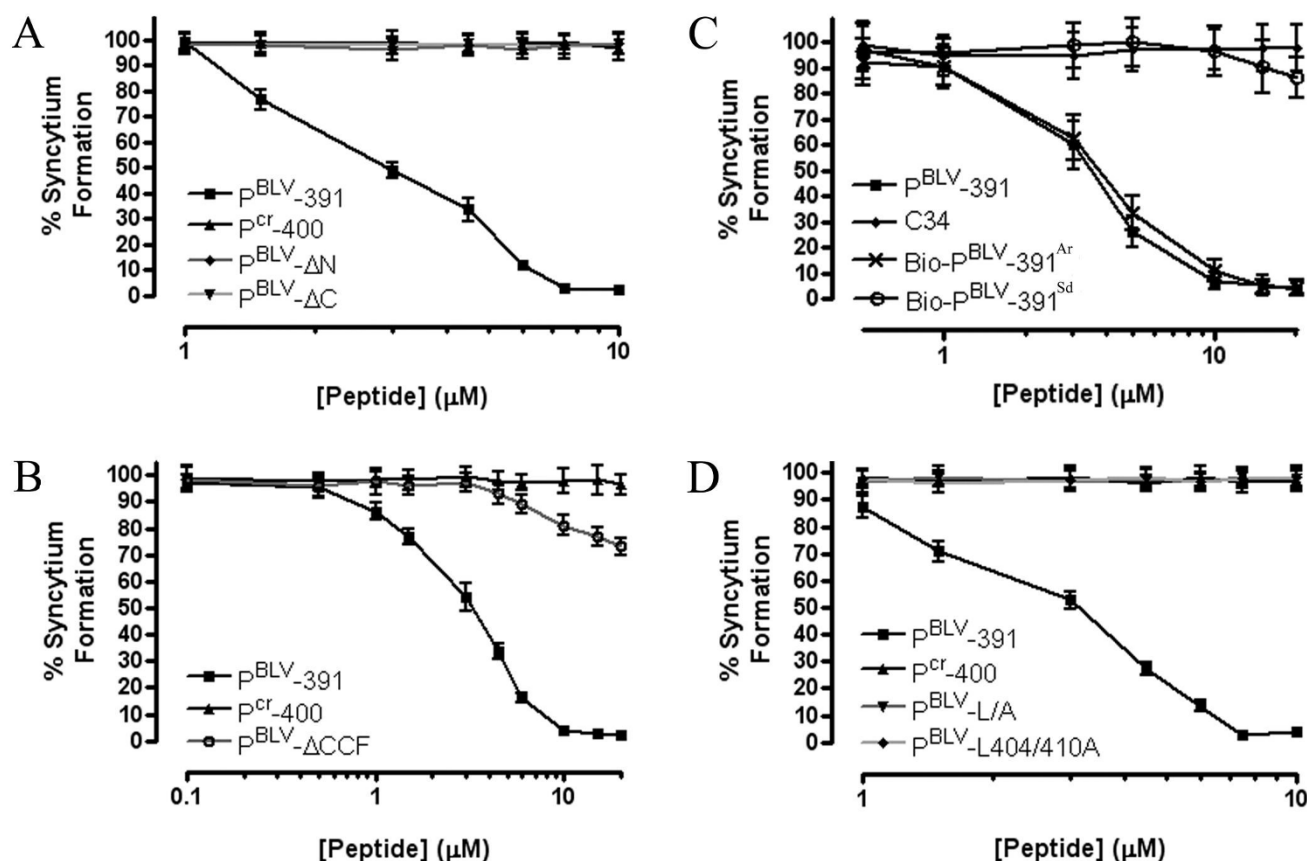 A
% Syncytium
Formation
100
90
80
70
60
50
40
30
20
10
0
P^BLV-391
P^cr-400
P^BLV-ΔN
P^BLV-ΔC
1
10
[Peptide] (μM)
B
% Syncytium
Formation
100
90
80
70
60
50
40
30
20
10
0
P^BLV-391
P^cr-400
P^BLV-ΔCCF
0.1
1
10
[Peptide] (μM)
C
% Syncytium
Formation
100
90
80
70
60
50
40
30
20
10
0
P^BLV-391
C34
Bio-P^BLV-391^Ar
Bio-P^BLV-391^Sd
1
10
[Peptide] (μM)
D
% Syncytium
Formation
100
90
80
70
60
50
40
30
20
10
0
P^BLV-391
P^cr-400
P^BLV-L/A
P^BLV-L404/410A
1
10
[Peptide] (μM)